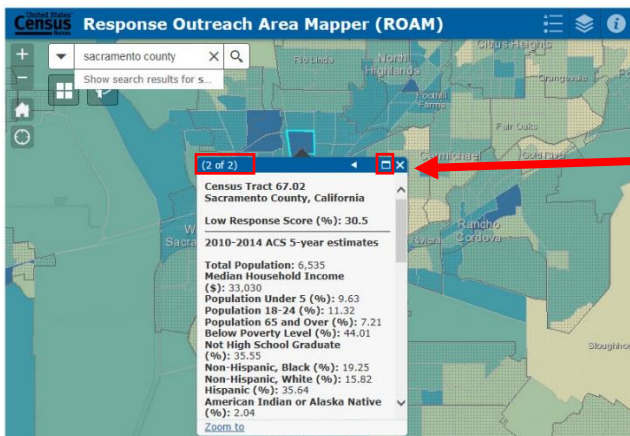 United States
Census
Bureau
Response Outreach Area Mapper (ROAM)
sacramento county
Show search results for s...
Rio Linda
North
Highlands
Citrus Heights
Orangevale
Foothill
Farms
Fair Oaks
Carmichael
Gold River
Rancho
Cordova
(2 of 2)
Census Tract 67.02
Sacramento County, California
Low Response Score (%): 30.5
2010-2014 ACS 5-year estimates
Total Population: 6,535
Median Household Income
($): 33,030
Population Under 5 (%): 9.63
Population 18-24 (%): 11.32
Population 65 and Over (%): 7.21
Below Poverty Level (%): 44.01
Not High School Graduate
(%): 35.55
Non-Hispanic, Black (%): 19.25
Non-Hispanic, White (%): 15.82
Hispanic (%): 35.64
American Indian or Alaska Native
(%): 2.04
Zoom to